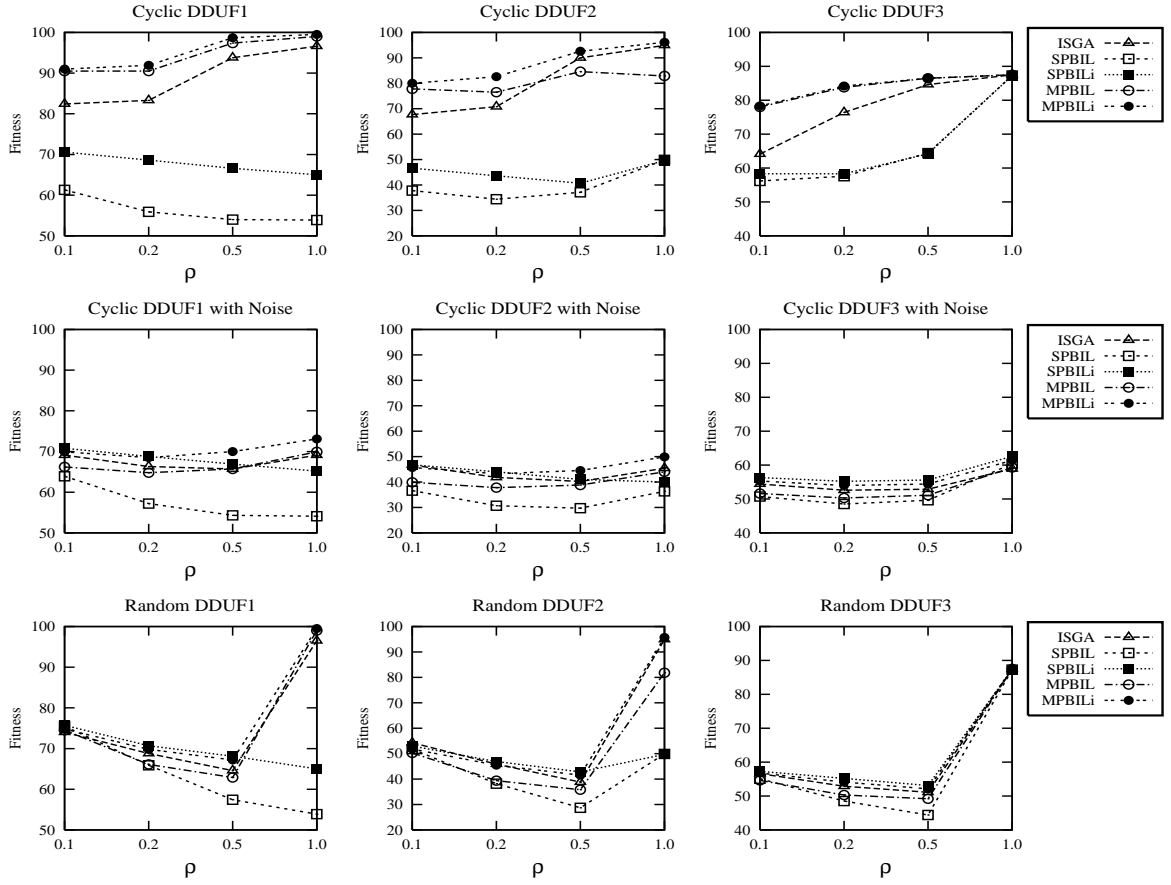 Cyclic DDUF1
Fitness
100
90
80
70
60
50
0.1 0.2 0.5 1.0
ρ
Cyclic DDUF2
Fitness
100
90
80
70
60
50
40
30
20
0.1 0.2 0.5 1.0
ρ
Cyclic DDUF3
Fitness
100
90
80
70
60
50
40
0.1 0.2 0.5 1.0
ρ
ISGA
SPBIL
SPBILi
MPBIL
MPBILi
Cyclic DDUF1 with Noise
Fitness
100
90
80
70
60
50
0.1 0.2 0.5 1.0
ρ
Cyclic DDUF2 with Noise
Fitness
100
90
80
70
60
50
40
30
20
0.1 0.2 0.5 1.0
ρ
Cyclic DDUF3 with Noise
Fitness
100
90
80
70
60
50
40
0.1 0.2 0.5 1.0
ρ
ISGA
SPBIL
SPBILi
MPBIL
MPBILi
Random DDUF1
Fitness
100
90
80
70
60
50
0.1 0.2 0.5 1.0
ρ
Random DDUF2
Fitness
100
90
80
70
60
50
40
30
20
0.1 0.2 0.5 1.0
ρ
Random DDUF3
Fitness
100
90
80
70
60
50
40
0.1 0.2 0.5 1.0
ρ
ISGA
SPBIL
SPBILi
MPBIL
MPBILi